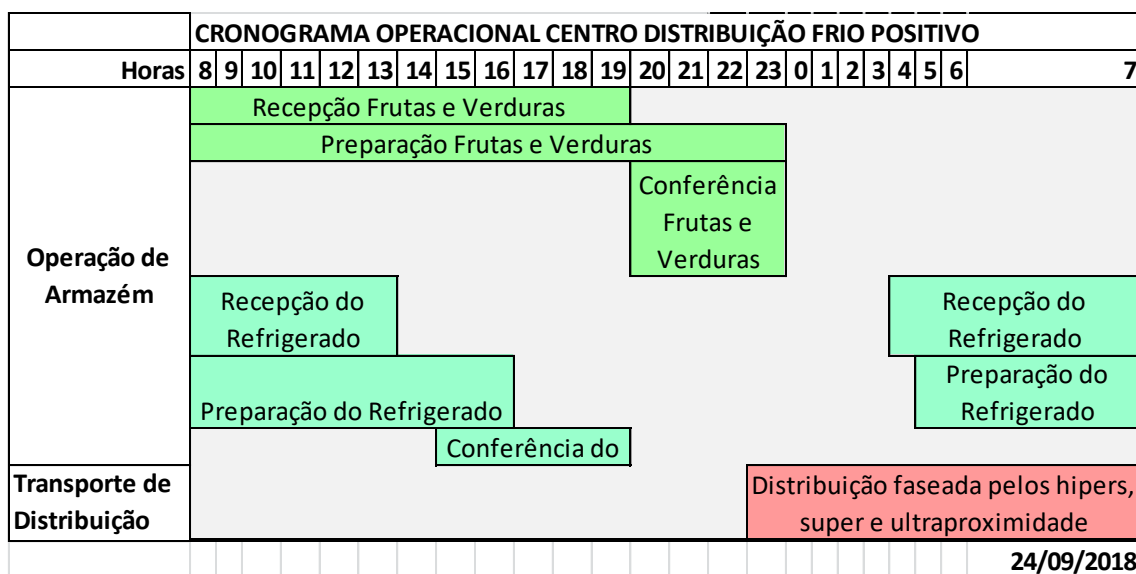 CRONOGRAMA OPERACIONAL CENTRO DISTRIBUIÇÃO FRIO POSITIVO
Horas 8 9 10 11 12 13 14 15 16 17 18 19 20 21 22 23 0 1 2 3 4 5 6 7
Operação de
Armazém
Recepção Frutas e Verduras
Preparação Frutas e Verduras
Conferência
Frutas e
Verduras
Recepção do
Refrigerado
Recepção do
Refrigerado
Preparação do Refrigerado
Preparação do
Refrigerado
Conferência do
Transporte de
Distribuição
Distribuição faseada pelos hipers,
super e ultraproximidade
24/09/2018